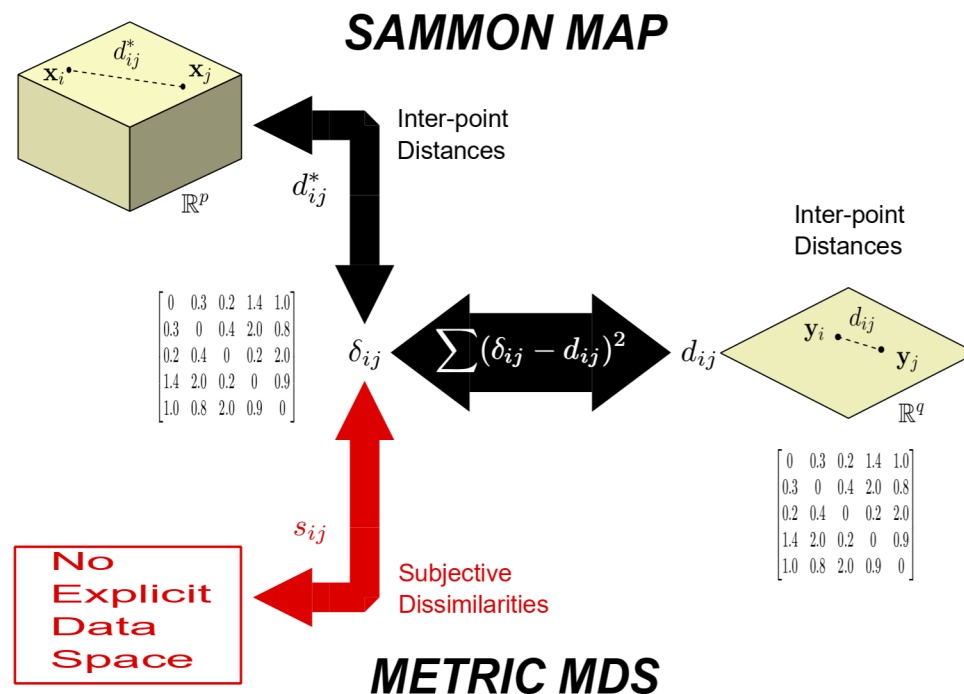 SAMMON MAP
d*ij
xi
xj
ℝp
Inter-point
Distances
d*ij
Inter-point
Distances
0 0.3 0.2 1.4 1.0
0.3 0 0.4 2.0 0.8
0.2 0.4 0 0.2 2.0
1.4 2.0 0.2 0 0.9
1.0 0.8 2.0 0.9 0
δij
∑(δij − dij)²
dij
yi
dij
yj
ℝq
0 0.3 0.2 1.4 1.0
0.3 0 0.4 2.0 0.8
0.2 0.4 0 0.2 2.0
1.4 2.0 0.2 0 0.9
1.0 0.8 2.0 0.9 0
sij
No
Explicit
Data
Space
Subjective
Dissimilarities
METRIC MDS